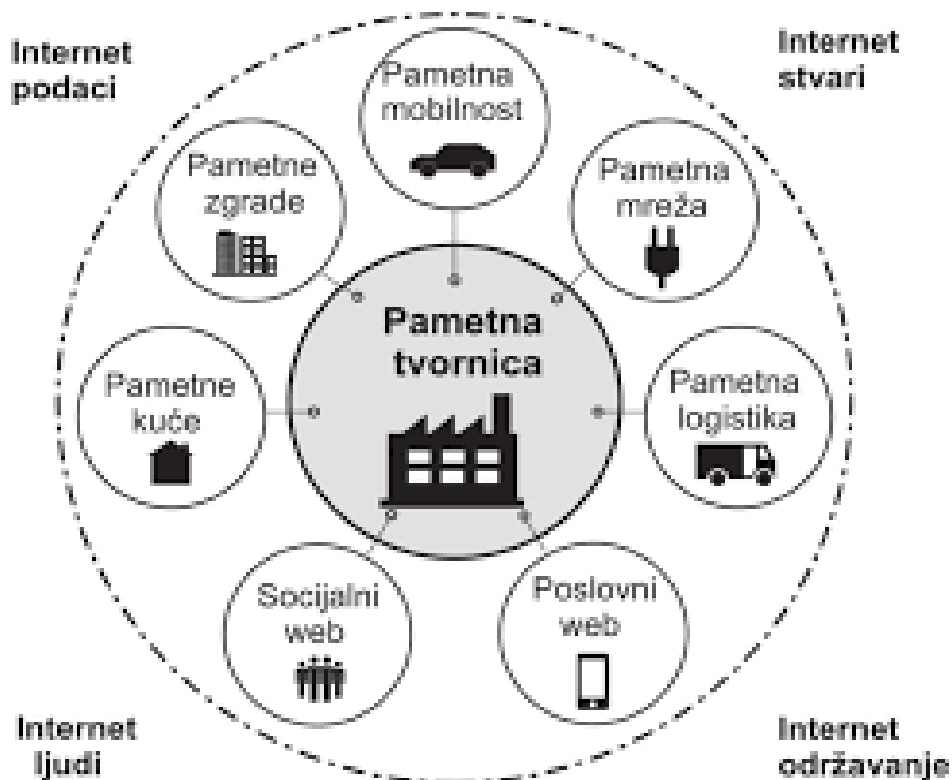 Internet
podaci
Internet
stvari
Pametna
mobilnost
Pametne
zgrade
Pametna
mreža
Pametna
tvornica
Pametne
kuće
Pametna
logistika
Socijalni
web
Poslovni
web
Internet
ljudi
Internet
održavanje